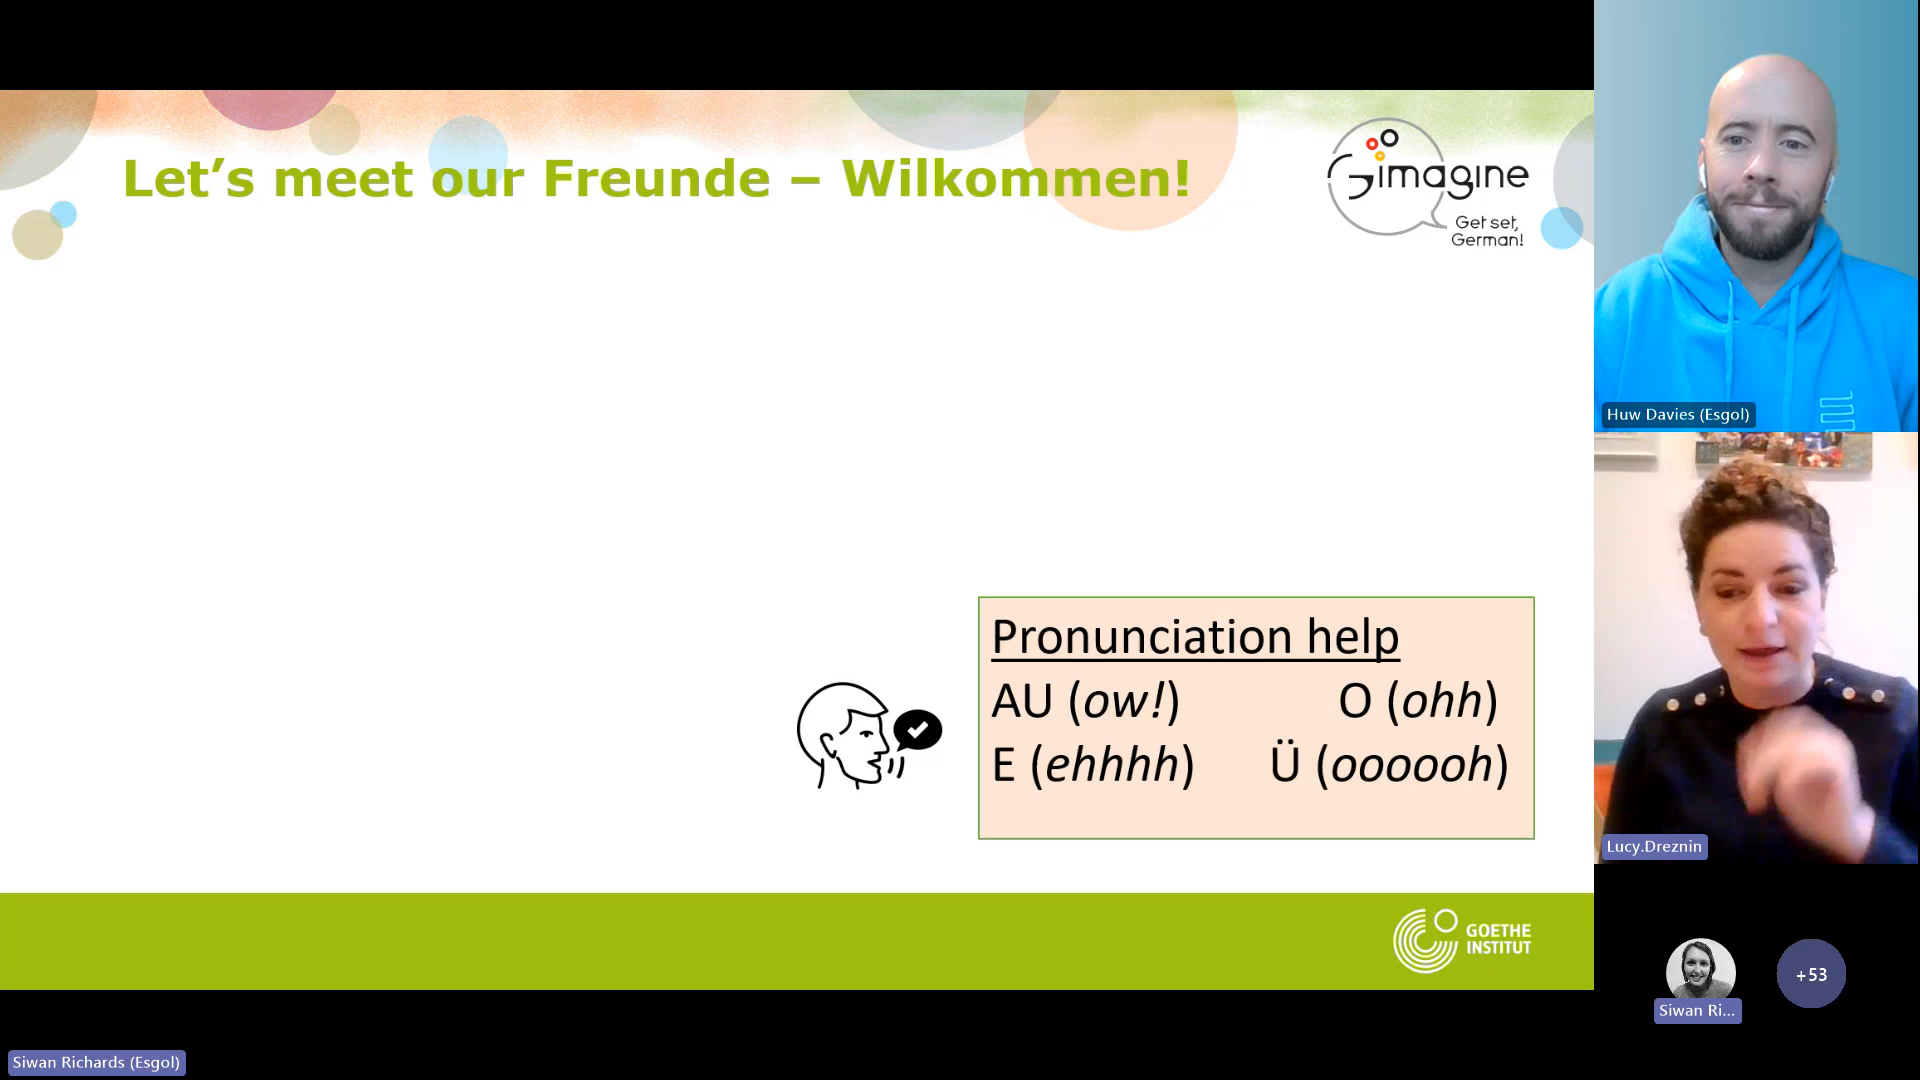 Let's meet our Freunde – Wilkommen!
Gimagine
Get set,
German!
Pronunciation help
AU (ow!) O (ohh)
E (ehhhh) Ü (oooooh)
GOETHE
INSTITUT
Huw Davies (Esgol)
Lucy.Dreznin
Siwan Ri...
+53
Siwan Richards (Esgol)